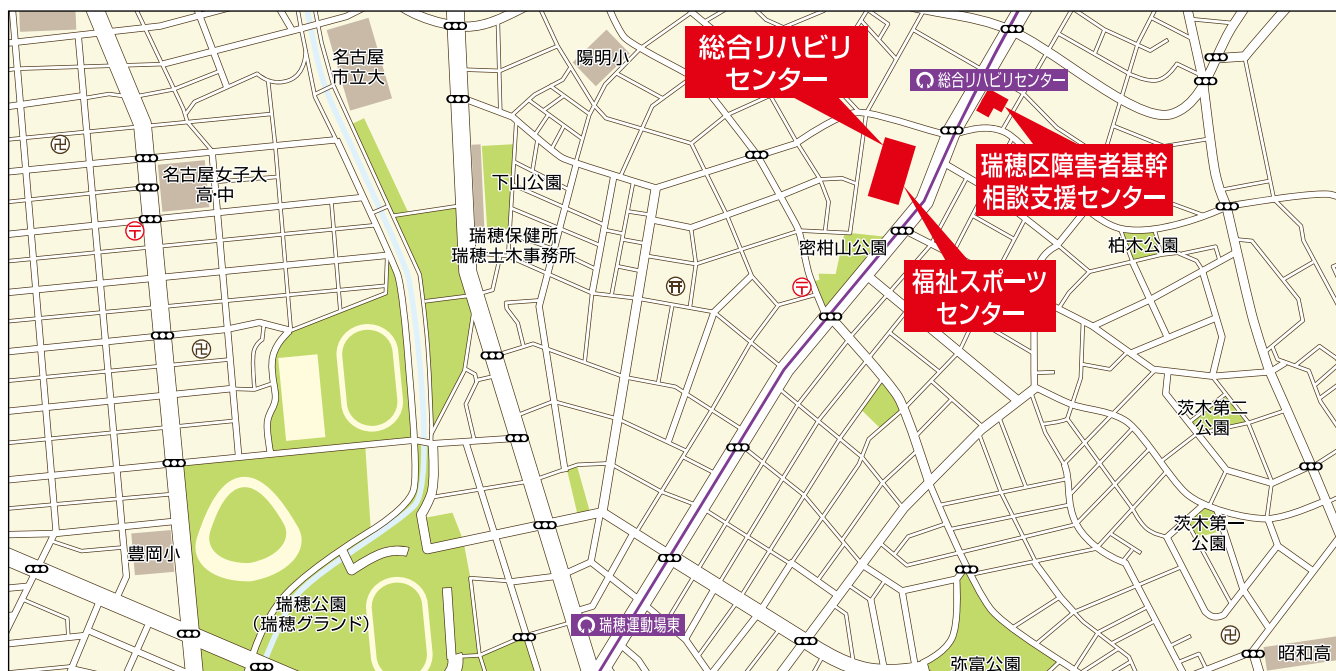 名古屋
市立大
陽明小
総合リハビリ
センター
総合リハビリセンター
瑞穂区障害者基幹
相談支援センター
名古屋女子大
高・中
下山公園
瑞穂保健所
瑞穂土木事務所
密柑山公園
柏木公園
福祉スポーツ
センター
茨木第二
公園
茨木第一
公園
豊岡小
瑞穂公園
(瑞穂グランド)
瑞穂運動場東
弥富公園
昭和高